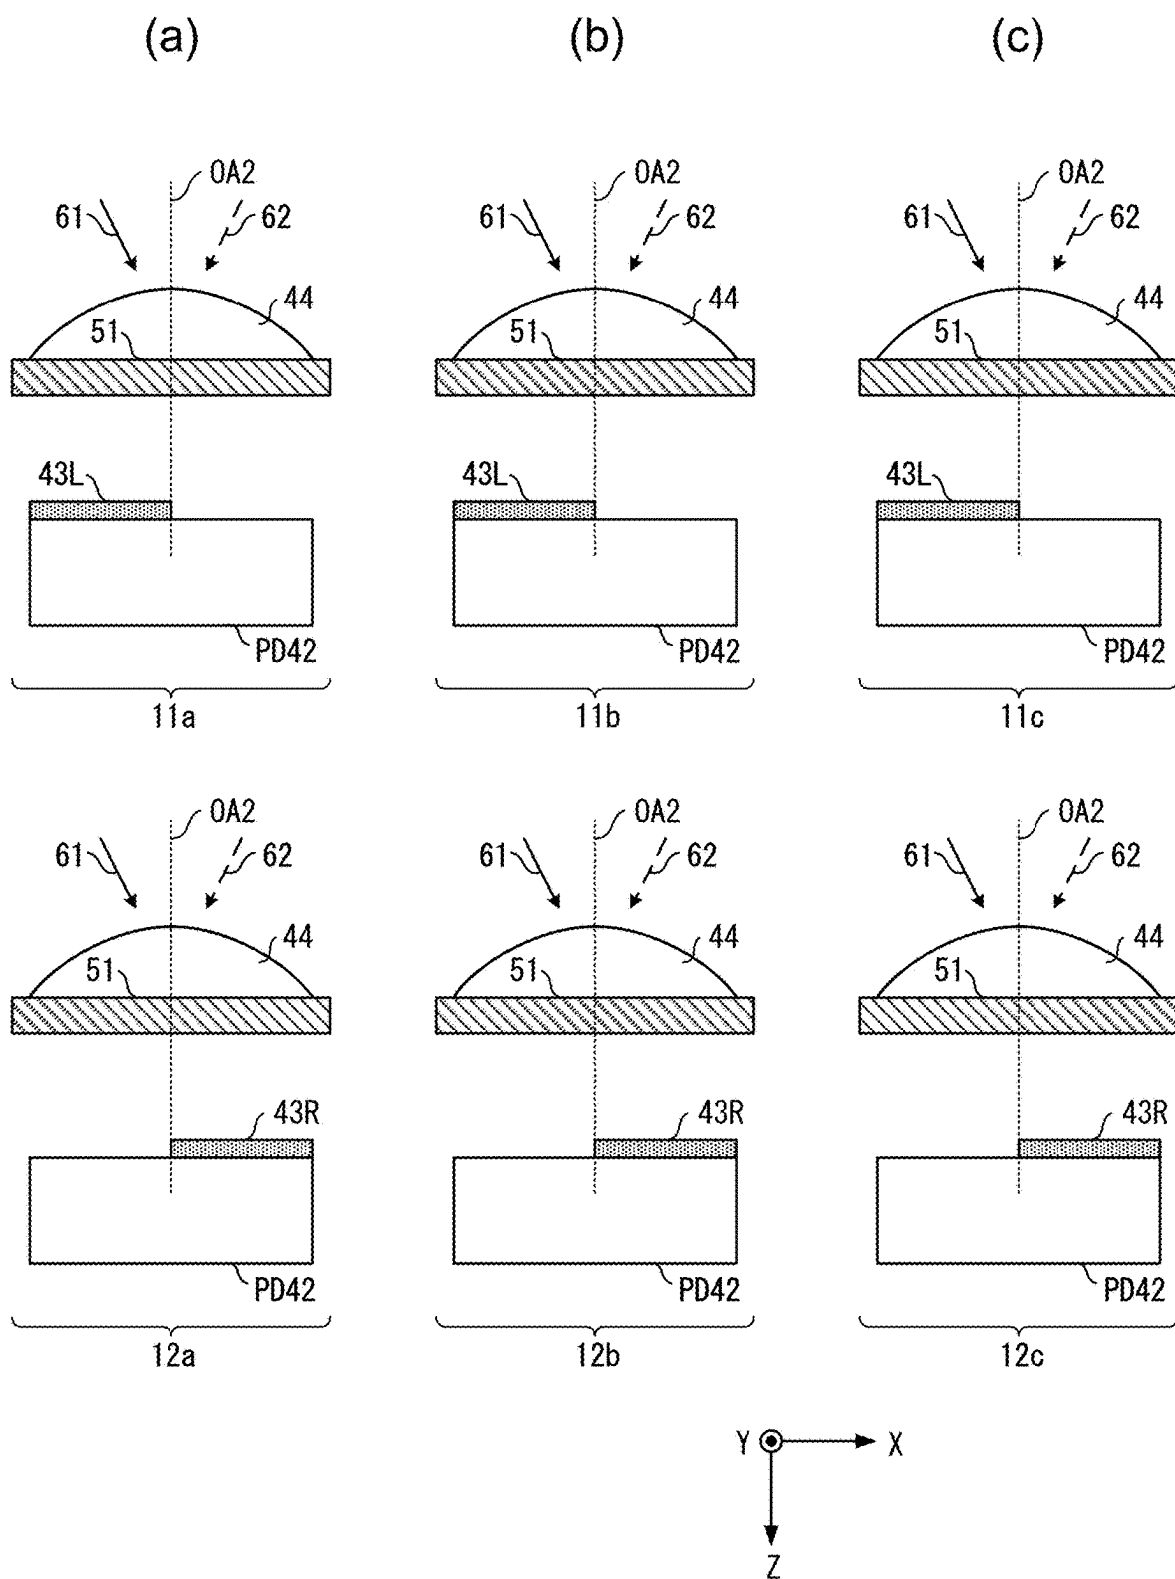 (a) (b) (c)
OA2 OA2 OA2
61 62 61 62 61 62
44 44 44
51 51 51
43L 43L 43L
PD42 PD42 PD42
11a 11b 11c
OA2 OA2 OA2
61 62 61 62 61 62
44 44 44
51 51 51
43R 43R 43R
PD42 PD42 PD42
12a 12b 12c
Y X
Z